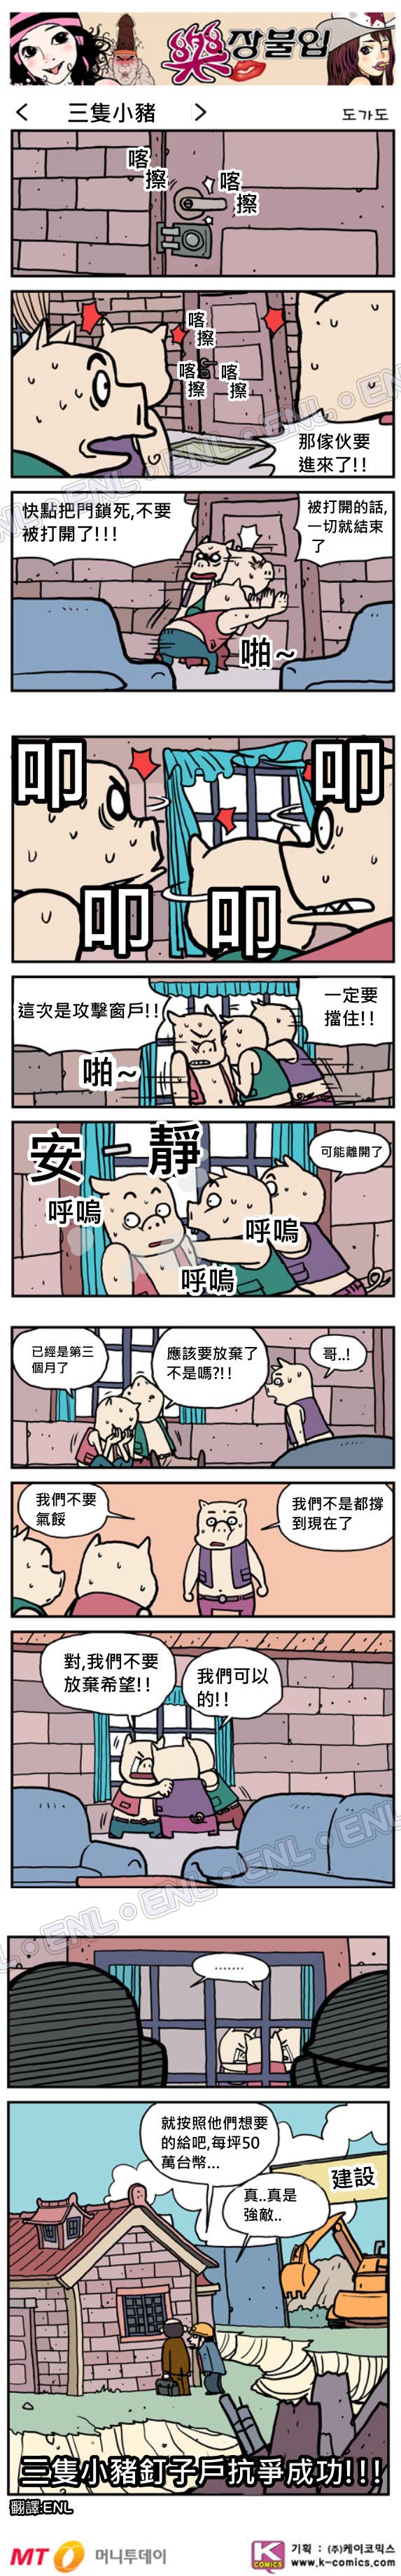 樂장불입
< 三隻小豬 >
도가도
喀擦
喀擦
喀擦
喀擦
喀擦
那傢伙要
進來了!!
快點把門鎖死,不要
被打開了!!!
被打開的話,
一切就結束
了
啪~
叩
叩
叩
叩
這次是攻擊窗戶!!
一定要
擋住!!
啪~
安-靜
可能離開了
呼嗚
呼嗚
呼嗚
已經是第三
個月了
應該要放棄了
不是嗎?!!
哥..!
我們不要
氣餒
我們不是都撐
到現在了
對,我們不要
放棄希望!!
我們可以
的!!
.......
就按照他們想要
的給吧,每坪50
萬台幣...
真..真是
強敵..
建設
三隻小豬釘子戶抗爭成功!!!
翻譯:ENL
MT 머니투데이
K COMICS
기획 : (주)케이코믹스
www.k-comics.com
ENL